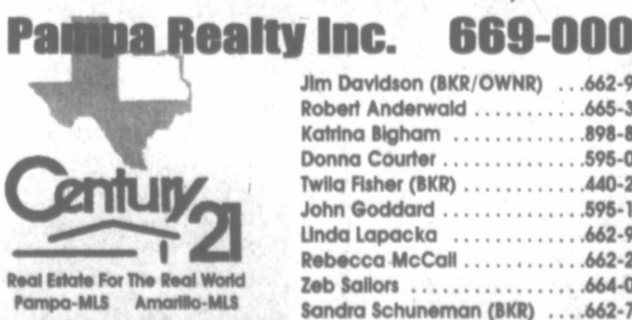 Pampa Realty Inc. 669-000
Jim Davidson (BKR/OWNR) . . .662-9
Robert Anderwald . . . . . . . . . . .665-3
Katrina Bigham . . . . . . . . . . . . .898-8
Donna Courter . . . . . . . . . . . . .595-0
Twila Fisher (BKR) . . . . . . . . . . .440-2
John Goddard . . . . . . . . . . . . .595-1
Linda Lapacka . . . . . . . . . . . .662-9
Rebecca McCall . . . . . . . . . . .662-2
Zeb Sailors . . . . . . . . . . . . . . .664-0
Sandra Schuneman (BKR) . . . .662-7
Century 21
Real Estate For The Real World
Pampa-MLS Amarillo-MLS